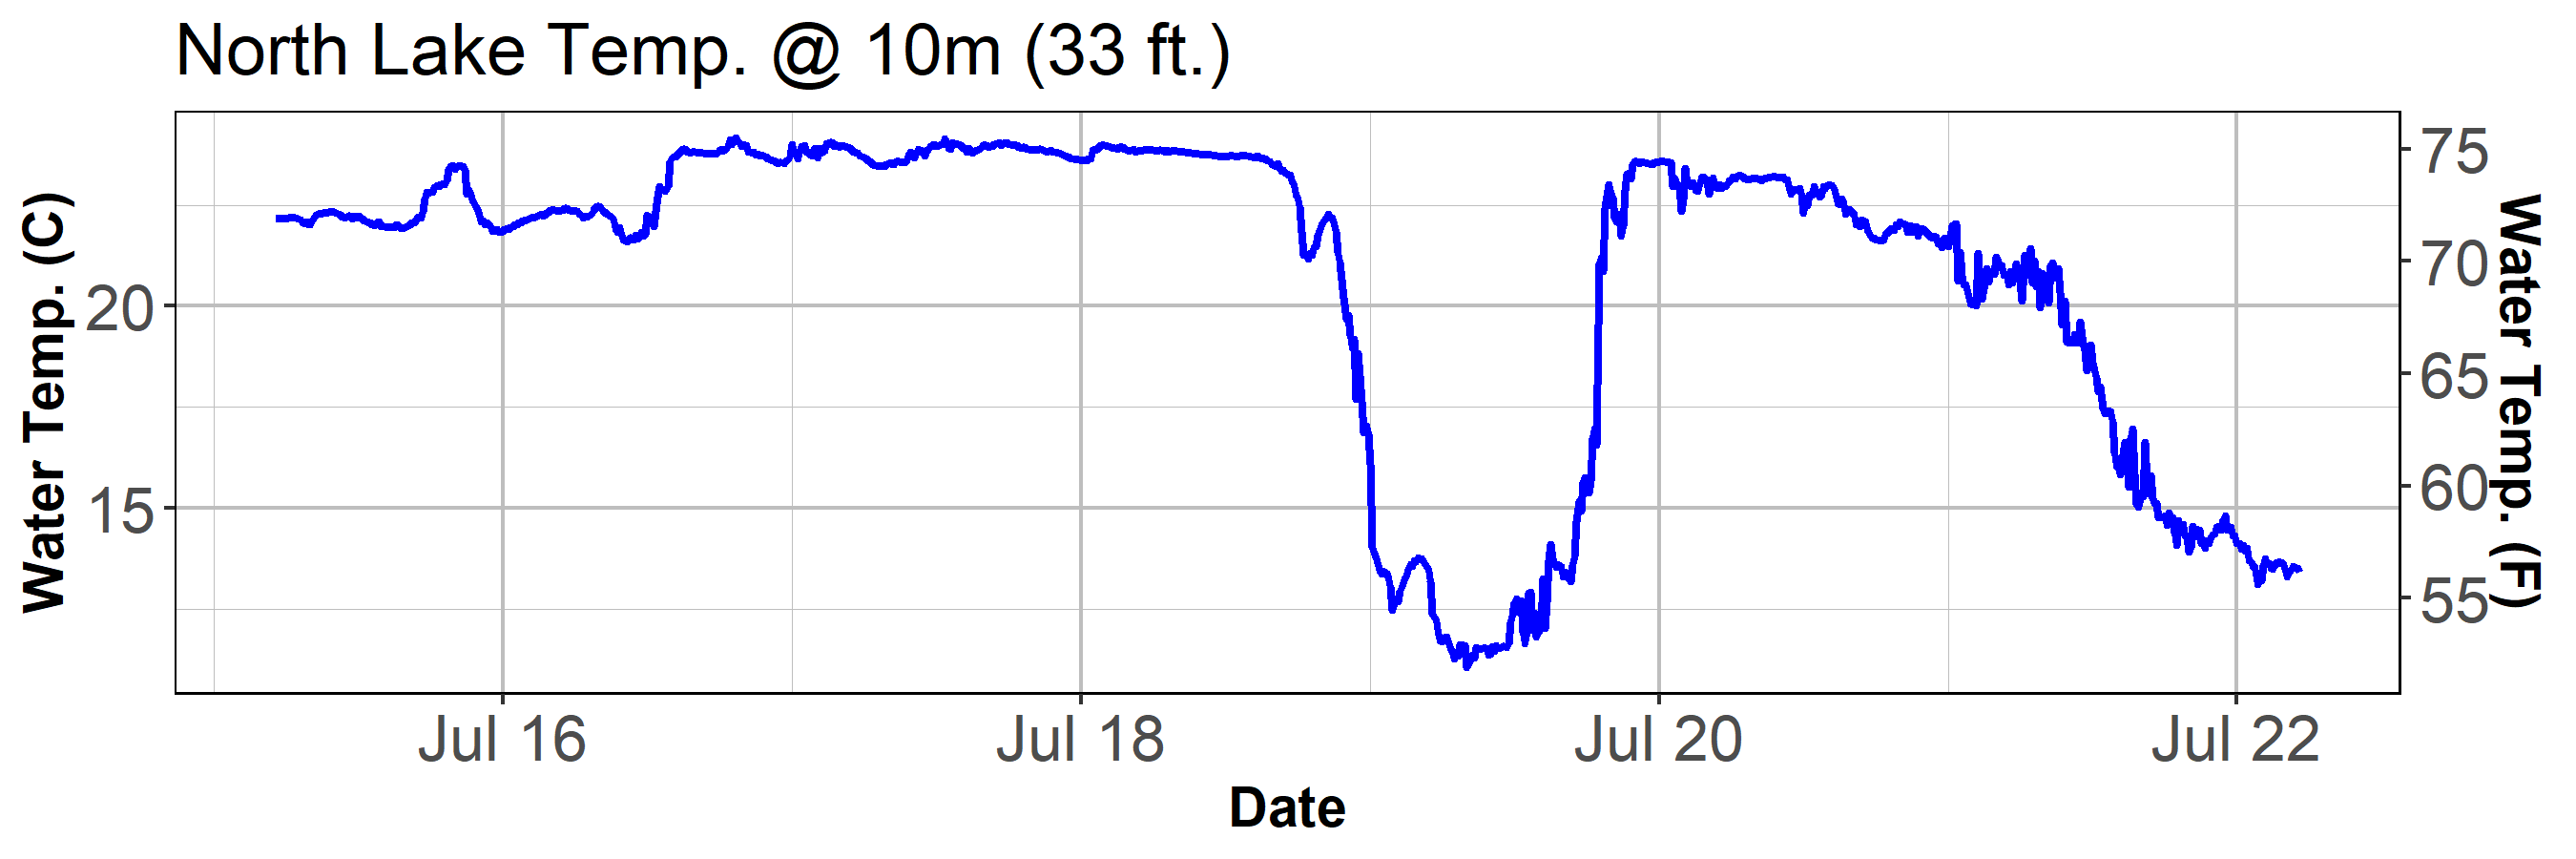 North Lake Temp. @ 10m (33 ft.)
Water Temp. (C)
20
15
75
70
65
60
55
Water Temp. (F)
Jul 16
Jul 18
Jul 20
Jul 22
Date